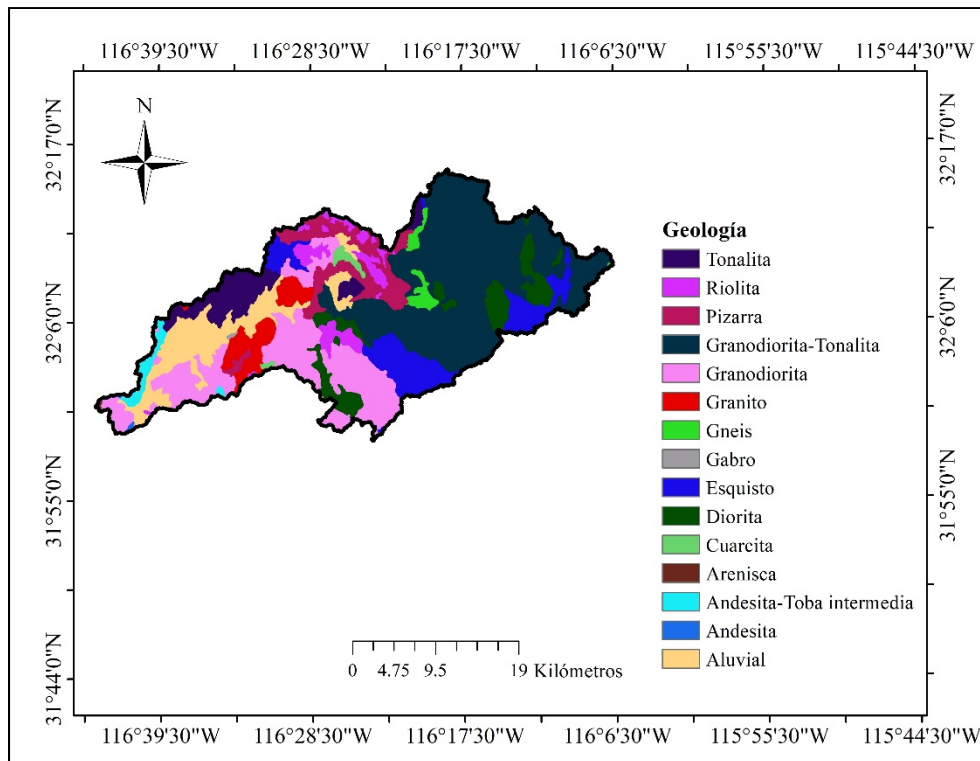 116°39'30"W 116°28'30"W 116°17'30"W 116°6'30"W 115°55'30"W 115°44'30"W
N
32°17'0"N
32°6'0"N
31°55'0"N
31°44'0"N
Geología
Tonalita
Riolita
Pizarra
Granodiorita-Tonalita
Granodiorita
Granito
Gneis
Gabro
Esquisto
Diorita
Cuarcita
Arenisca
Andesita-Toba intermedia
Andesita
Aluvial
0 4.75 9.5 19 Kilómetros
32°17'0"N
32°6'0"N
31°55'0"N
31°44'0"N
116°39'30"W 116°28'30"W 116°17'30"W 116°6'30"W 115°55'30"W 115°44'30"W